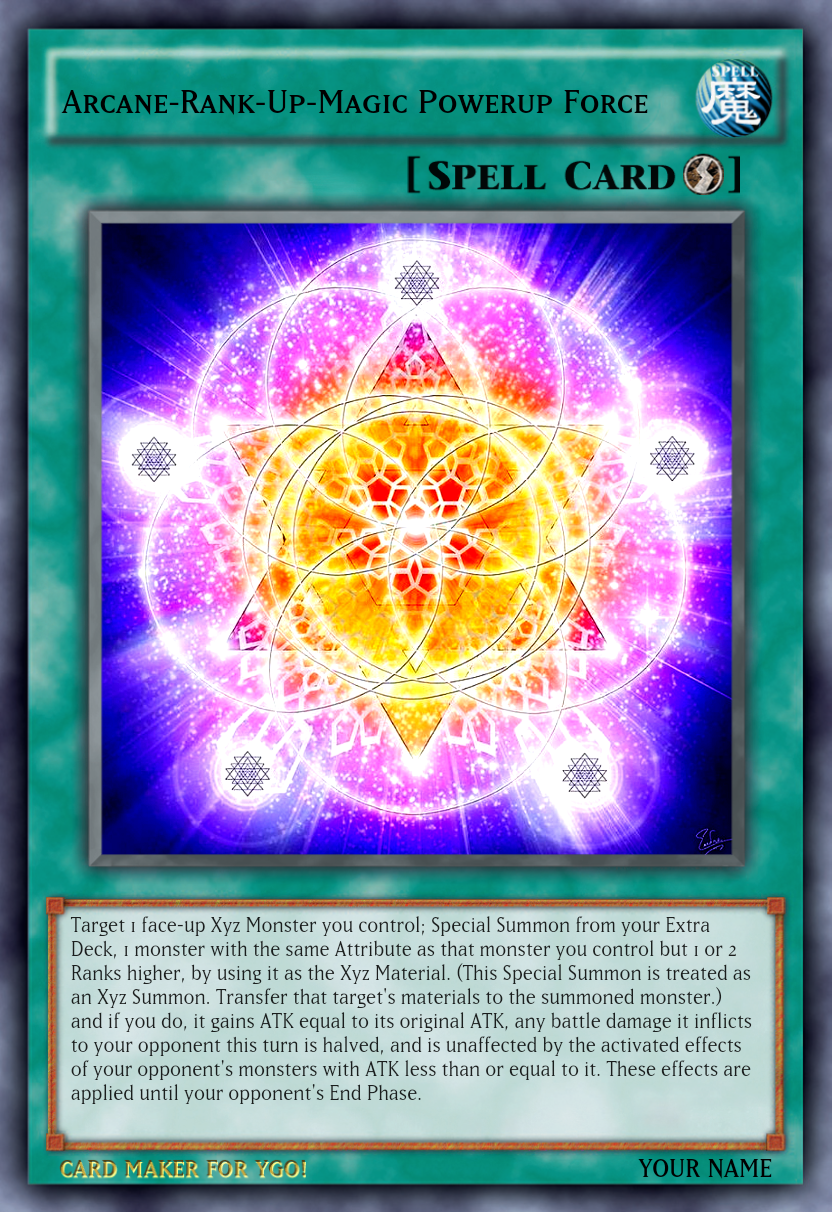 Arcane-Rank-Up-Magic Powerup Force
SPELL
魔
[Spell Card]
Target 1 face-up Xyz Monster you control; Special Summon from your Extra
Deck, 1 monster with the same Attribute as that monster you control but 1 or 2
Ranks higher, by using it as the Xyz Material. (This Special Summon is treated as
an Xyz Summon. Transfer that target's materials to the summoned monster.)
and if you do, it gains ATK equal to its original ATK, any battle damage it inflicts
to your opponent this turn is halved, and is unaffected by the activated effects
of your opponent's monsters with ATK less than or equal to it. These effects are
applied until your opponent's End Phase.
CARD MAKER FOR YGO!
YOUR NAME